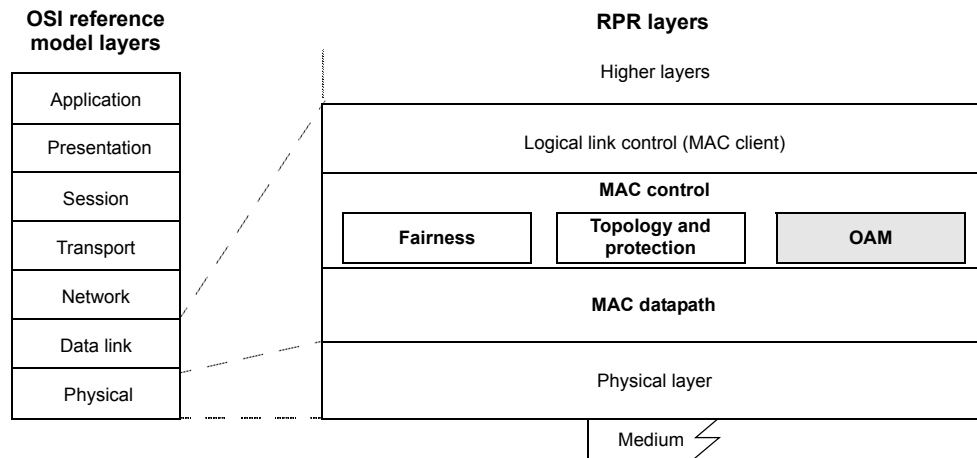 OSI reference
model layers
Application
Presentation
Session
Transport
Network
Data link
Physical
RPR layers
Higher layers
Logical link control (MAC client)
MAC control
Fairness
Topology and
protection
OAM
MAC datapath
Physical layer
Medium